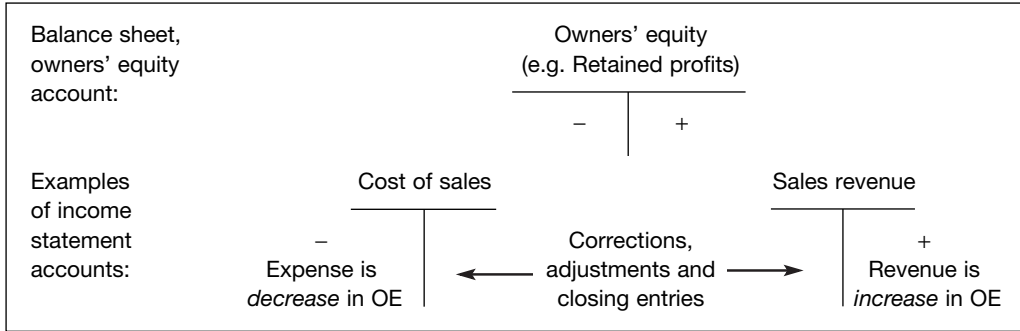 Balance sheet,
owners’ equity
account:
Owners’ equity
(e.g. Retained profits)
– +
Examples
of income
statement
accounts:
Cost of sales
–
Expense is
decrease in OE
Corrections,
adjustments and
closing entries
Sales revenue
+
Revenue is
increase in OE